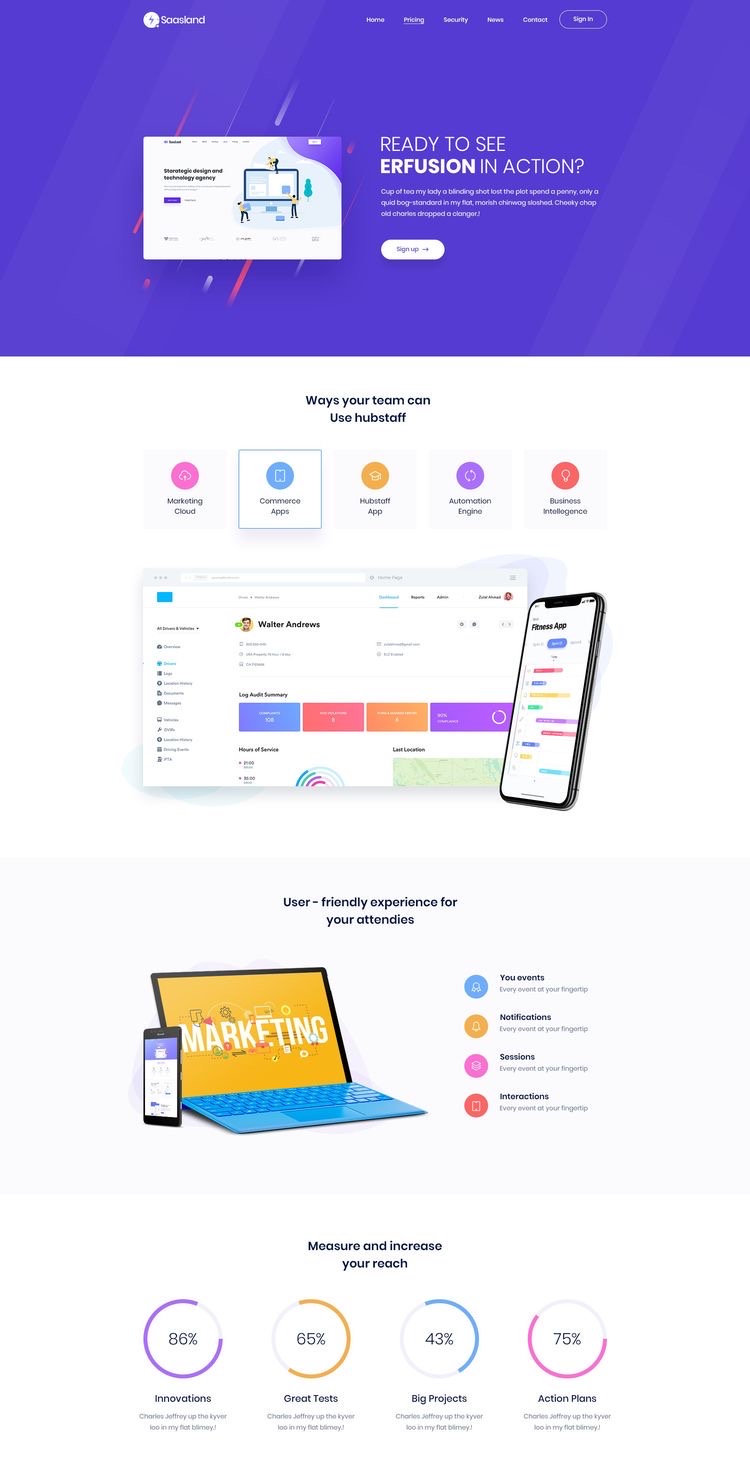 Saasland
Home
Pricing
Security
News
Contact
Sign In
Strategic design and
technology agency
READY TO SEE
ERFUSION IN ACTION?
Cup of tea my lady a blinding shot lost the plot spend a penny, only a
quid bog-standard in my flat, morish chinwag sloshed. Cheeky chap
old charles dropped a clanger.!
Sign up →
Ways your team can
Use hubstaff
Marketing
Cloud
Commerce
Apps
Hubstaff
App
Automation
Engine
Business
Intellegence
Home Page
Drivers
Walter Andrews
Dashboard
Reports
Admin
Zulal Ahmad
All Drivers & Vehicles
Walter Andrews
Overview
Drivers
Logs
Location History
Documents
Messages
Vehicles
DVIRs
Location History
Driving Events
IFTA
ELD Enabled
Log Audit Summary
108
8
6
90%
COMPLIANCE
Hours of Service
21:00
35:00
Last Location
Fitness App
User - friendly experience for
your attendies
MARKETING
You events
Every event at your fingertip
Notifications
Every event at your fingertip
Sessions
Every event at your fingertip
Interactions
Every event at your fingertip
Measure and increase
your reach
86%
65%
43%
75%
Innovations
Great Tests
Big Projects
Action Plans
Charles Jeffrey up the kyver
loo in my flat blimey.!
Charles Jeffrey up the kyver
loo in my flat blimey.!
Charles Jeffrey up the kyver
loo in my flat blimey.!
Charles Jeffrey up the kyver
loo in my flat blimey.!